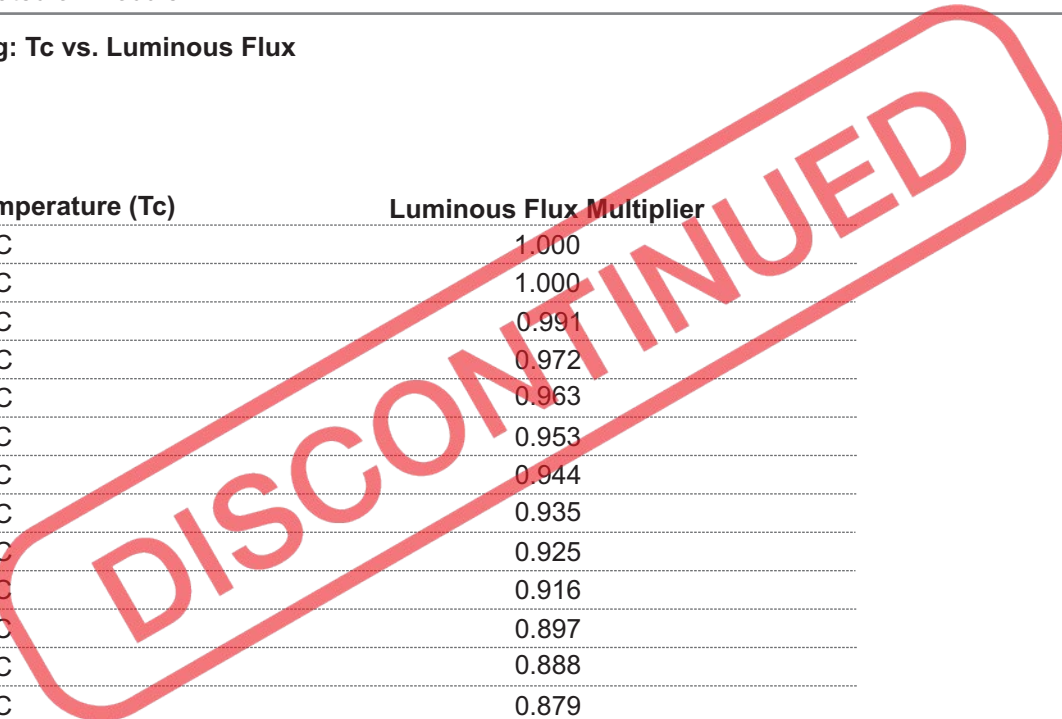 g: Tc vs. Luminous Flux
mperature (Tc) Luminous Flux Multiplier
C 1.000
C 1.000
C 0.991
C 0.972
C 0.963
C 0.953
C 0.944
C 0.935
C 0.925
C 0.916
C 0.897
C 0.888
C 0.879
DISCONTINUED